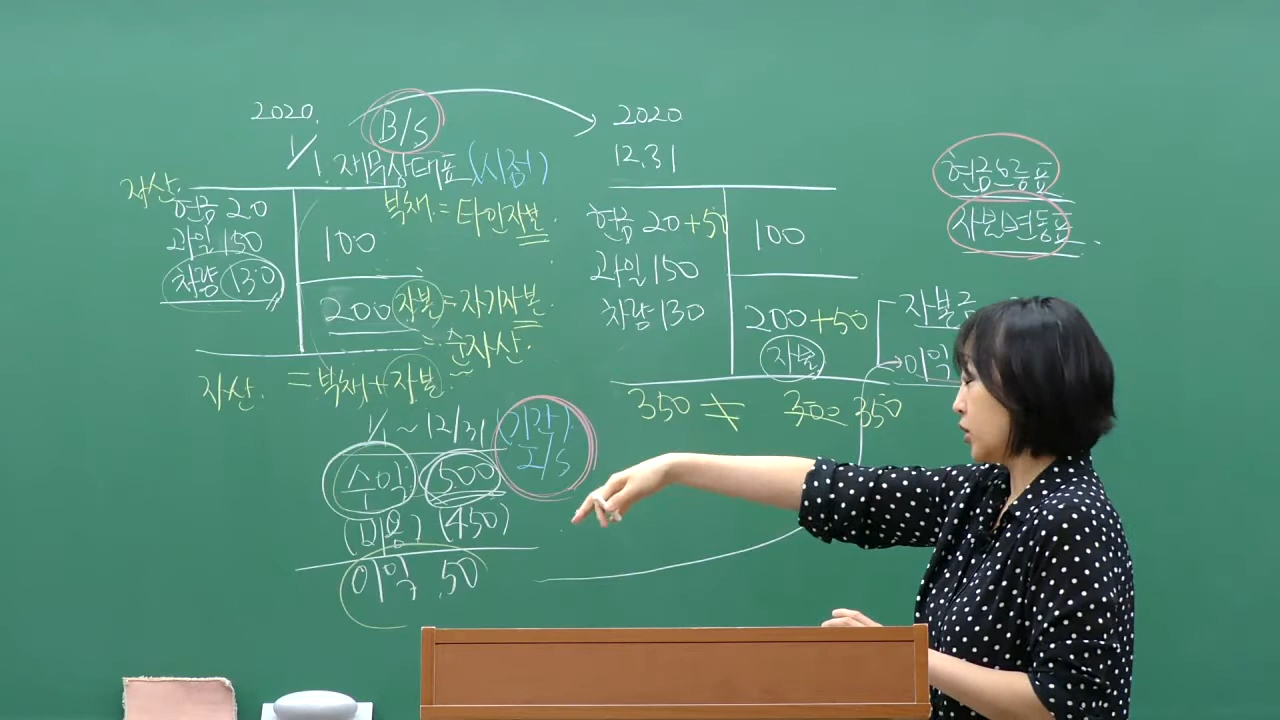 2020.
B/S
1/1. 재무상태표 (시점)
자산
현금 20
과일 150
차량 130
100
200 자본 = 자기자본.
부채 = 타인자본.
= 순자산.
자산. = 부채 + 자본.
1/1 ~ 12/31 (기간)
I/S
수익 500
(비용) (450)
이익 50
2020
12.31
현금 20+50
과일 150
차량 130
100
200+50
자본
350 ≠ 300 = 350
자본금
이익
현금흐름표
자본변동표.